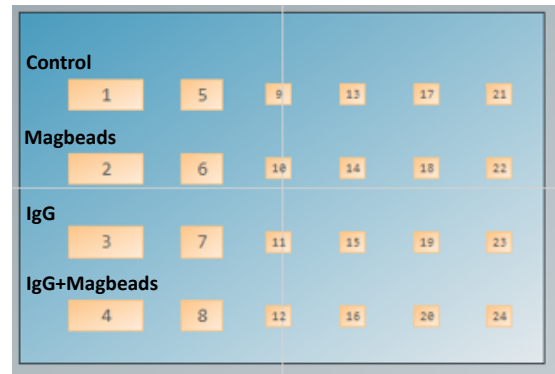 Control
1 5 9 13 17 21
Magbeads
2 6 10 14 18 22
IgG
3 7 11 15 19 23
IgG+Magbeads
4 8 12 16 20 24